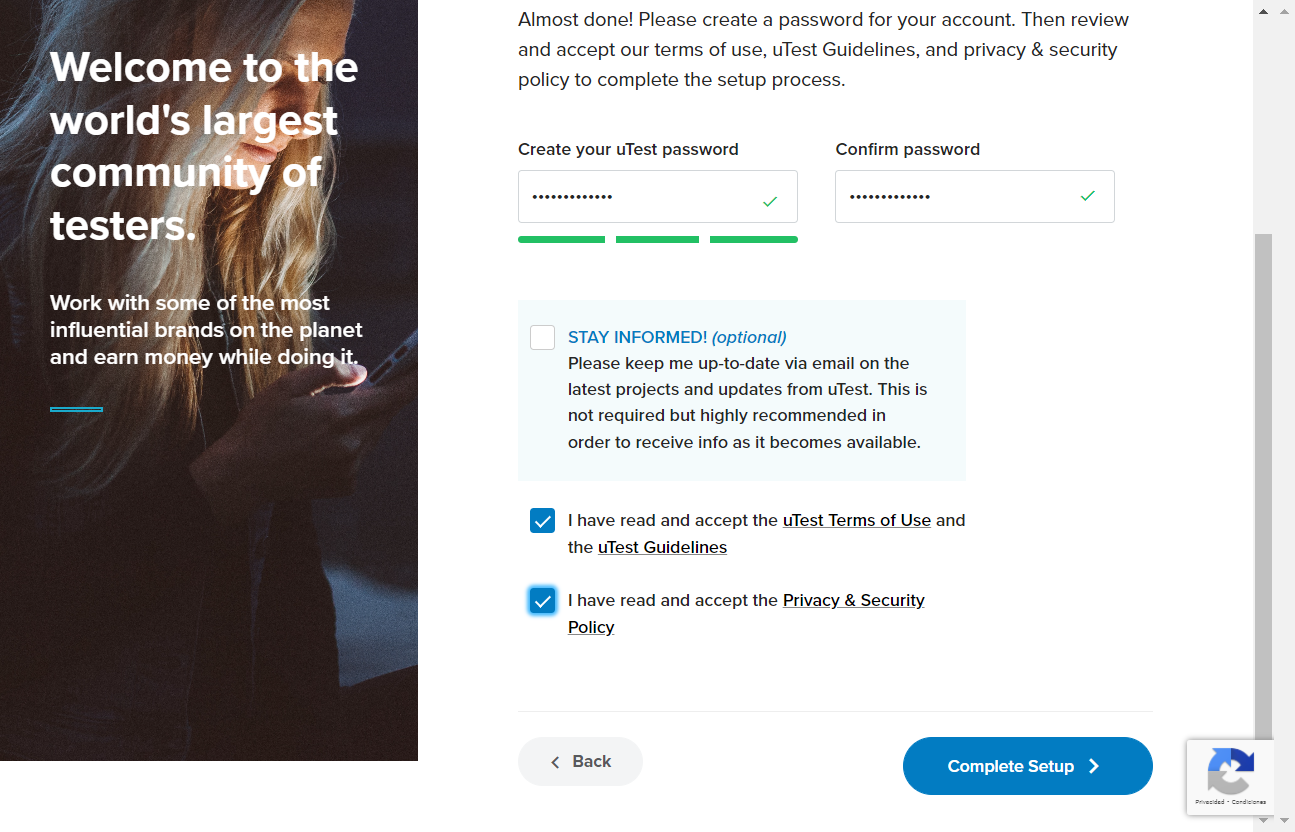 Welcome to the
world's largest
community of
testers.
Work with some of the most
influential brands on the planet
and earn money while doing it.
Almost done! Please create a password for your account. Then review
and accept our terms of use, uTest Guidelines, and privacy & security
policy to complete the setup process.
Create your uTest password
Confirm password
•••••••••••••
•••••••••••••
STAY INFORMED! (optional)
Please keep me up-to-date via email on the
latest projects and updates from uTest. This is
not required but highly recommended in
order to receive info as it becomes available.
I have read and accept the uTest Terms of Use and
the uTest Guidelines
I have read and accept the Privacy & Security
Policy
Back
Complete Setup
Privacidad - Condiciones